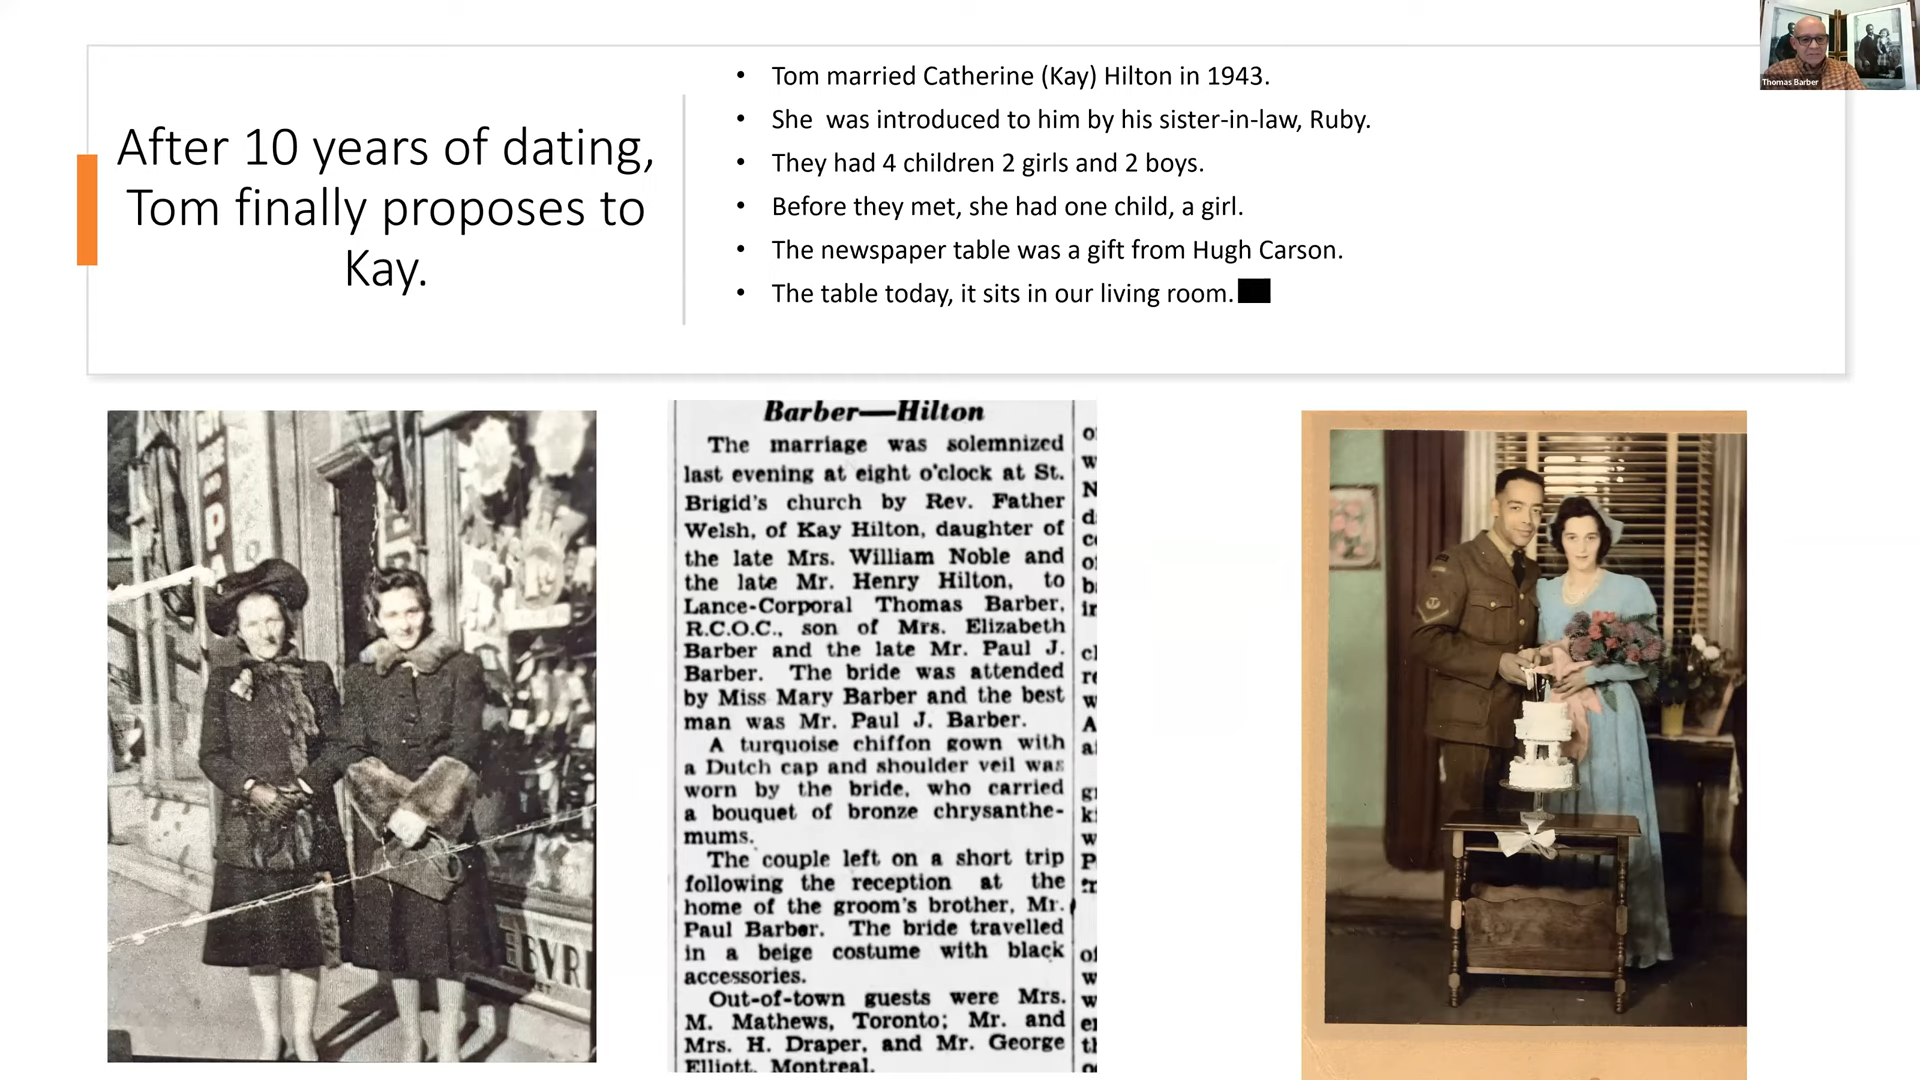 After 10 years of dating,
Tom finally proposes to
Kay.
• Tom married Catherine (Kay) Hilton in 1943.
• She  was introduced to him by his sister-in-law, Ruby.
• They had 4 children 2 girls and 2 boys.
• Before they met, she had one child, a girl.
• The newspaper table was a gift from Hugh Carson.
• The table today, it sits in our living room.
Thomas Barber
Barber—Hilton
The marriage was solemnized
last evening at eight o'clock at St.
Brigid's church by Rev. Father
Welsh, of Kay Hilton, daughter of
the late Mrs. William Noble and
the late Mr. Henry Hilton, to
Lance-Corporal Thomas Barber,
R.C.O.C., son of Mrs. Elizabeth
Barber and the late Mr. Paul J.
Barber. The bride was attended
by Miss Mary Barber and the best
man was Mr. Paul J. Barber.
A turquoise chiffon gown with
a Dutch cap and shoulder veil was
worn by the bride, who carried
a bouquet of bronze chrysanthe-
mums.
The couple left on a short trip
following the reception at the
home of the groom's brother, Mr.
Paul Barber. The bride travelled
in a beige costume with black
accessories.
Out-of-town guests were Mrs.
M. Mathews, Toronto; Mr. and
Mrs. H. Draper, and Mr. George
Elliott, Montreal.